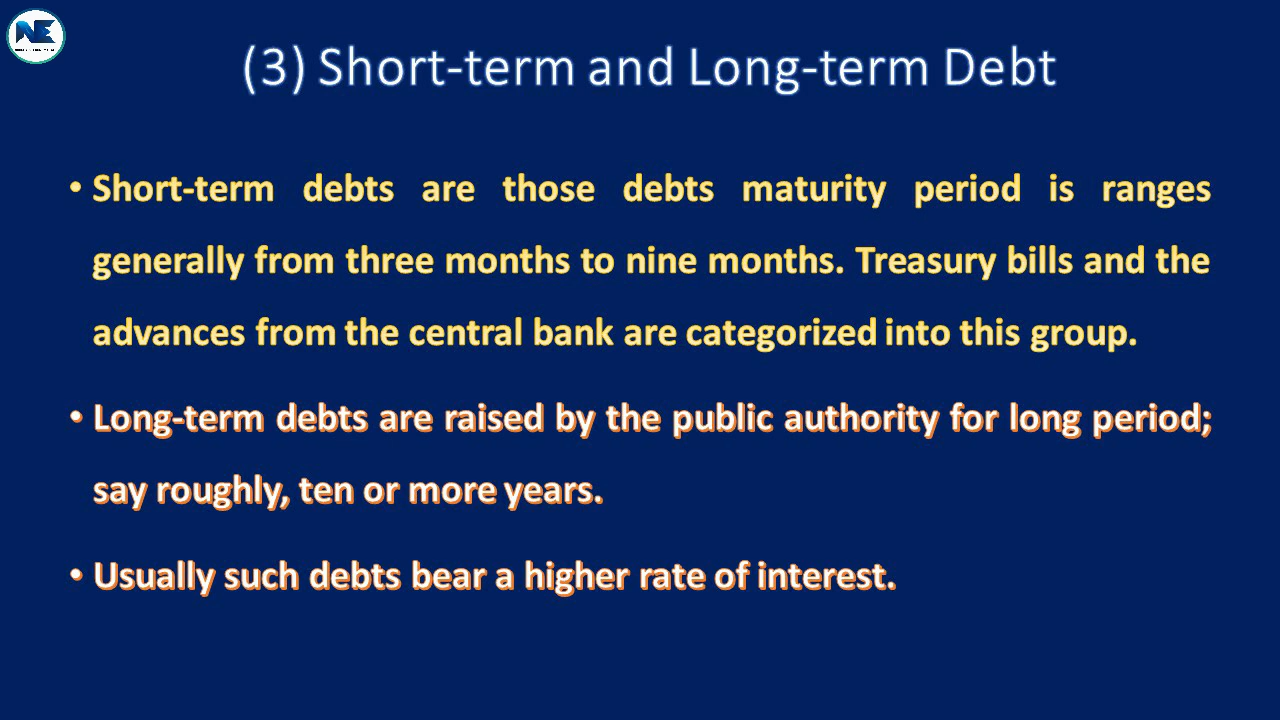 NE
(3) Short-term and Long-term Debt
• Short-term debts are those debts maturity period is ranges
generally from three months to nine months. Treasury bills and the
advances from the central bank are categorized into this group.
• Long-term debts are raised by the public authority for long period;
say roughly, ten or more years.
• Usually such debts bear a higher rate of interest.